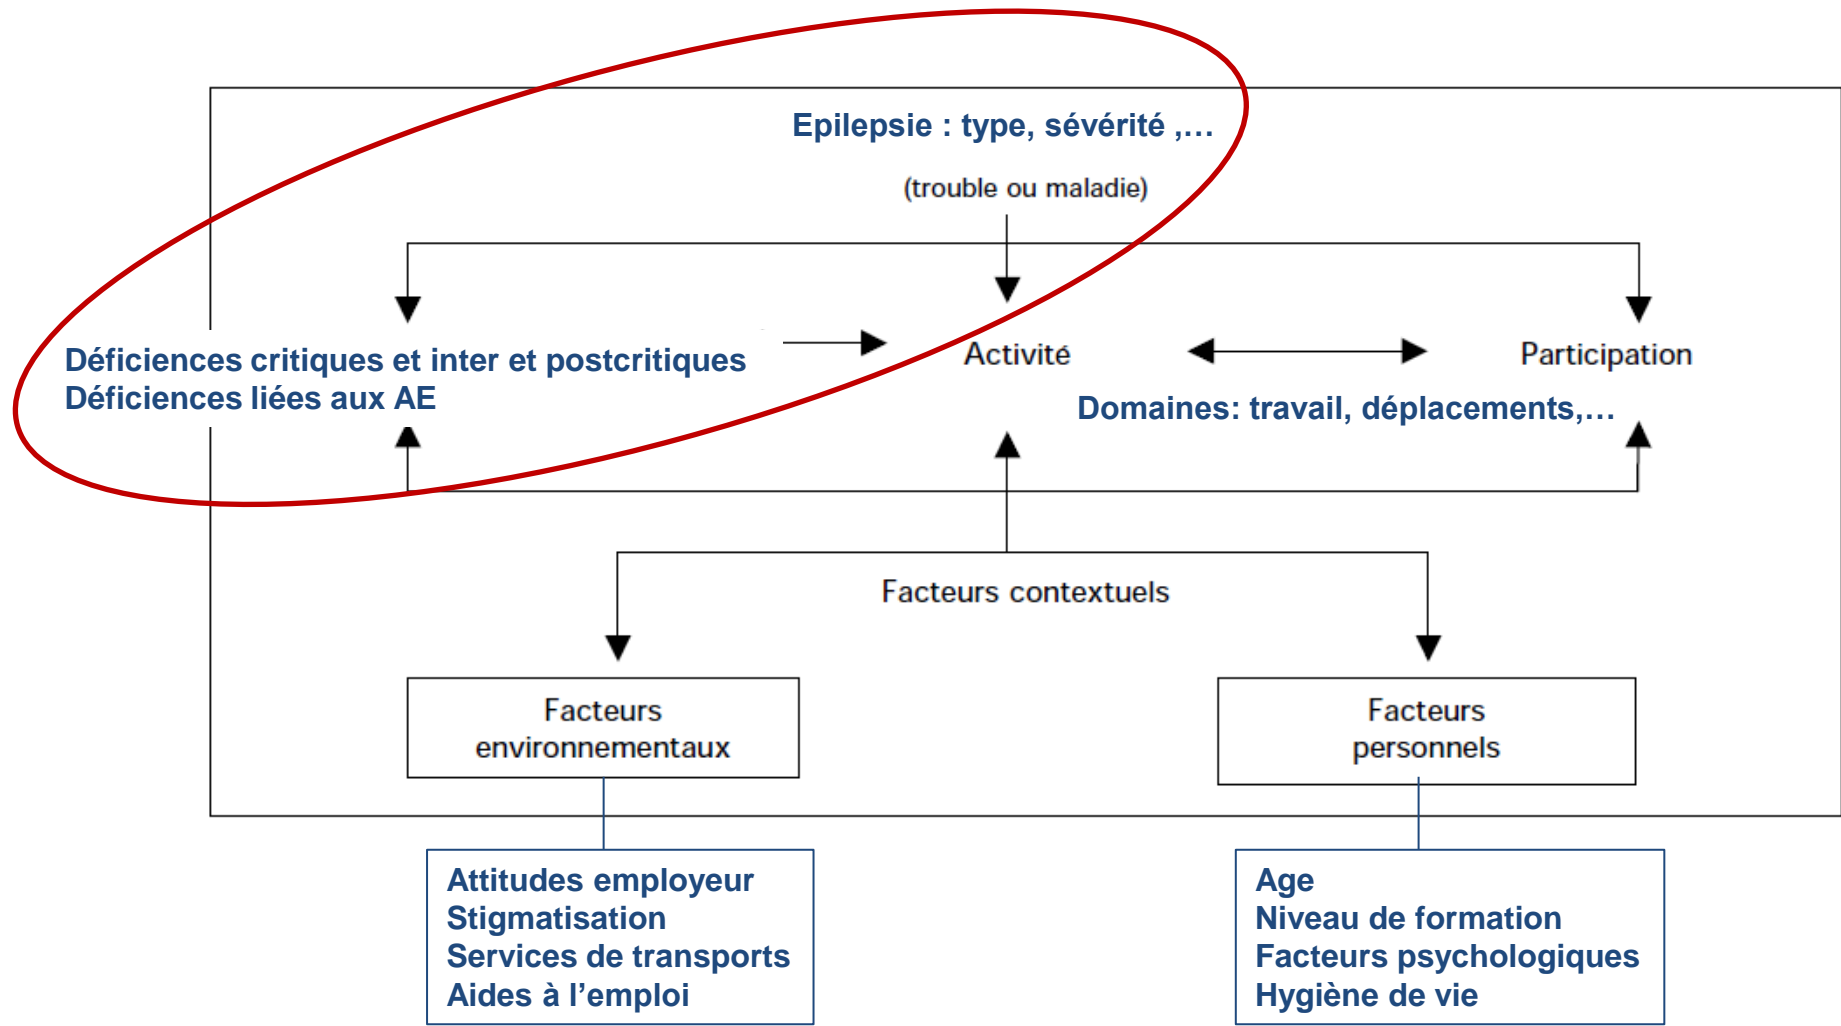 Epilepsie : type, sévérité ,…
(trouble ou maladie)
Déficiences critiques et inter et postcritiques
Déficiences liées aux AE
Activité
Participation
Domaines: travail, déplacements,…
Facteurs contextuels
Facteurs
environnementaux
Facteurs
personnels
Attitudes employeur
Stigmatisation
Services de transports
Aides à l’emploi
Age
Niveau de formation
Facteurs psychologiques
Hygiène de vie